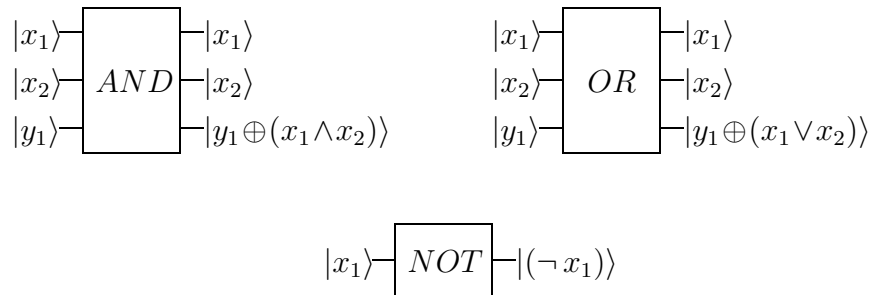 |x₁⟩ |x₁⟩ |x₁⟩ |x₁⟩
|x₂⟩ AND |x₂⟩ |x₂⟩ OR |x₂⟩
|y₁⟩ |y₁⊕(x₁∧x₂)⟩ |y₁⟩ |y₁⊕(x₁∨x₂)⟩
|x₁⟩ NOT |(¬ x₁)⟩